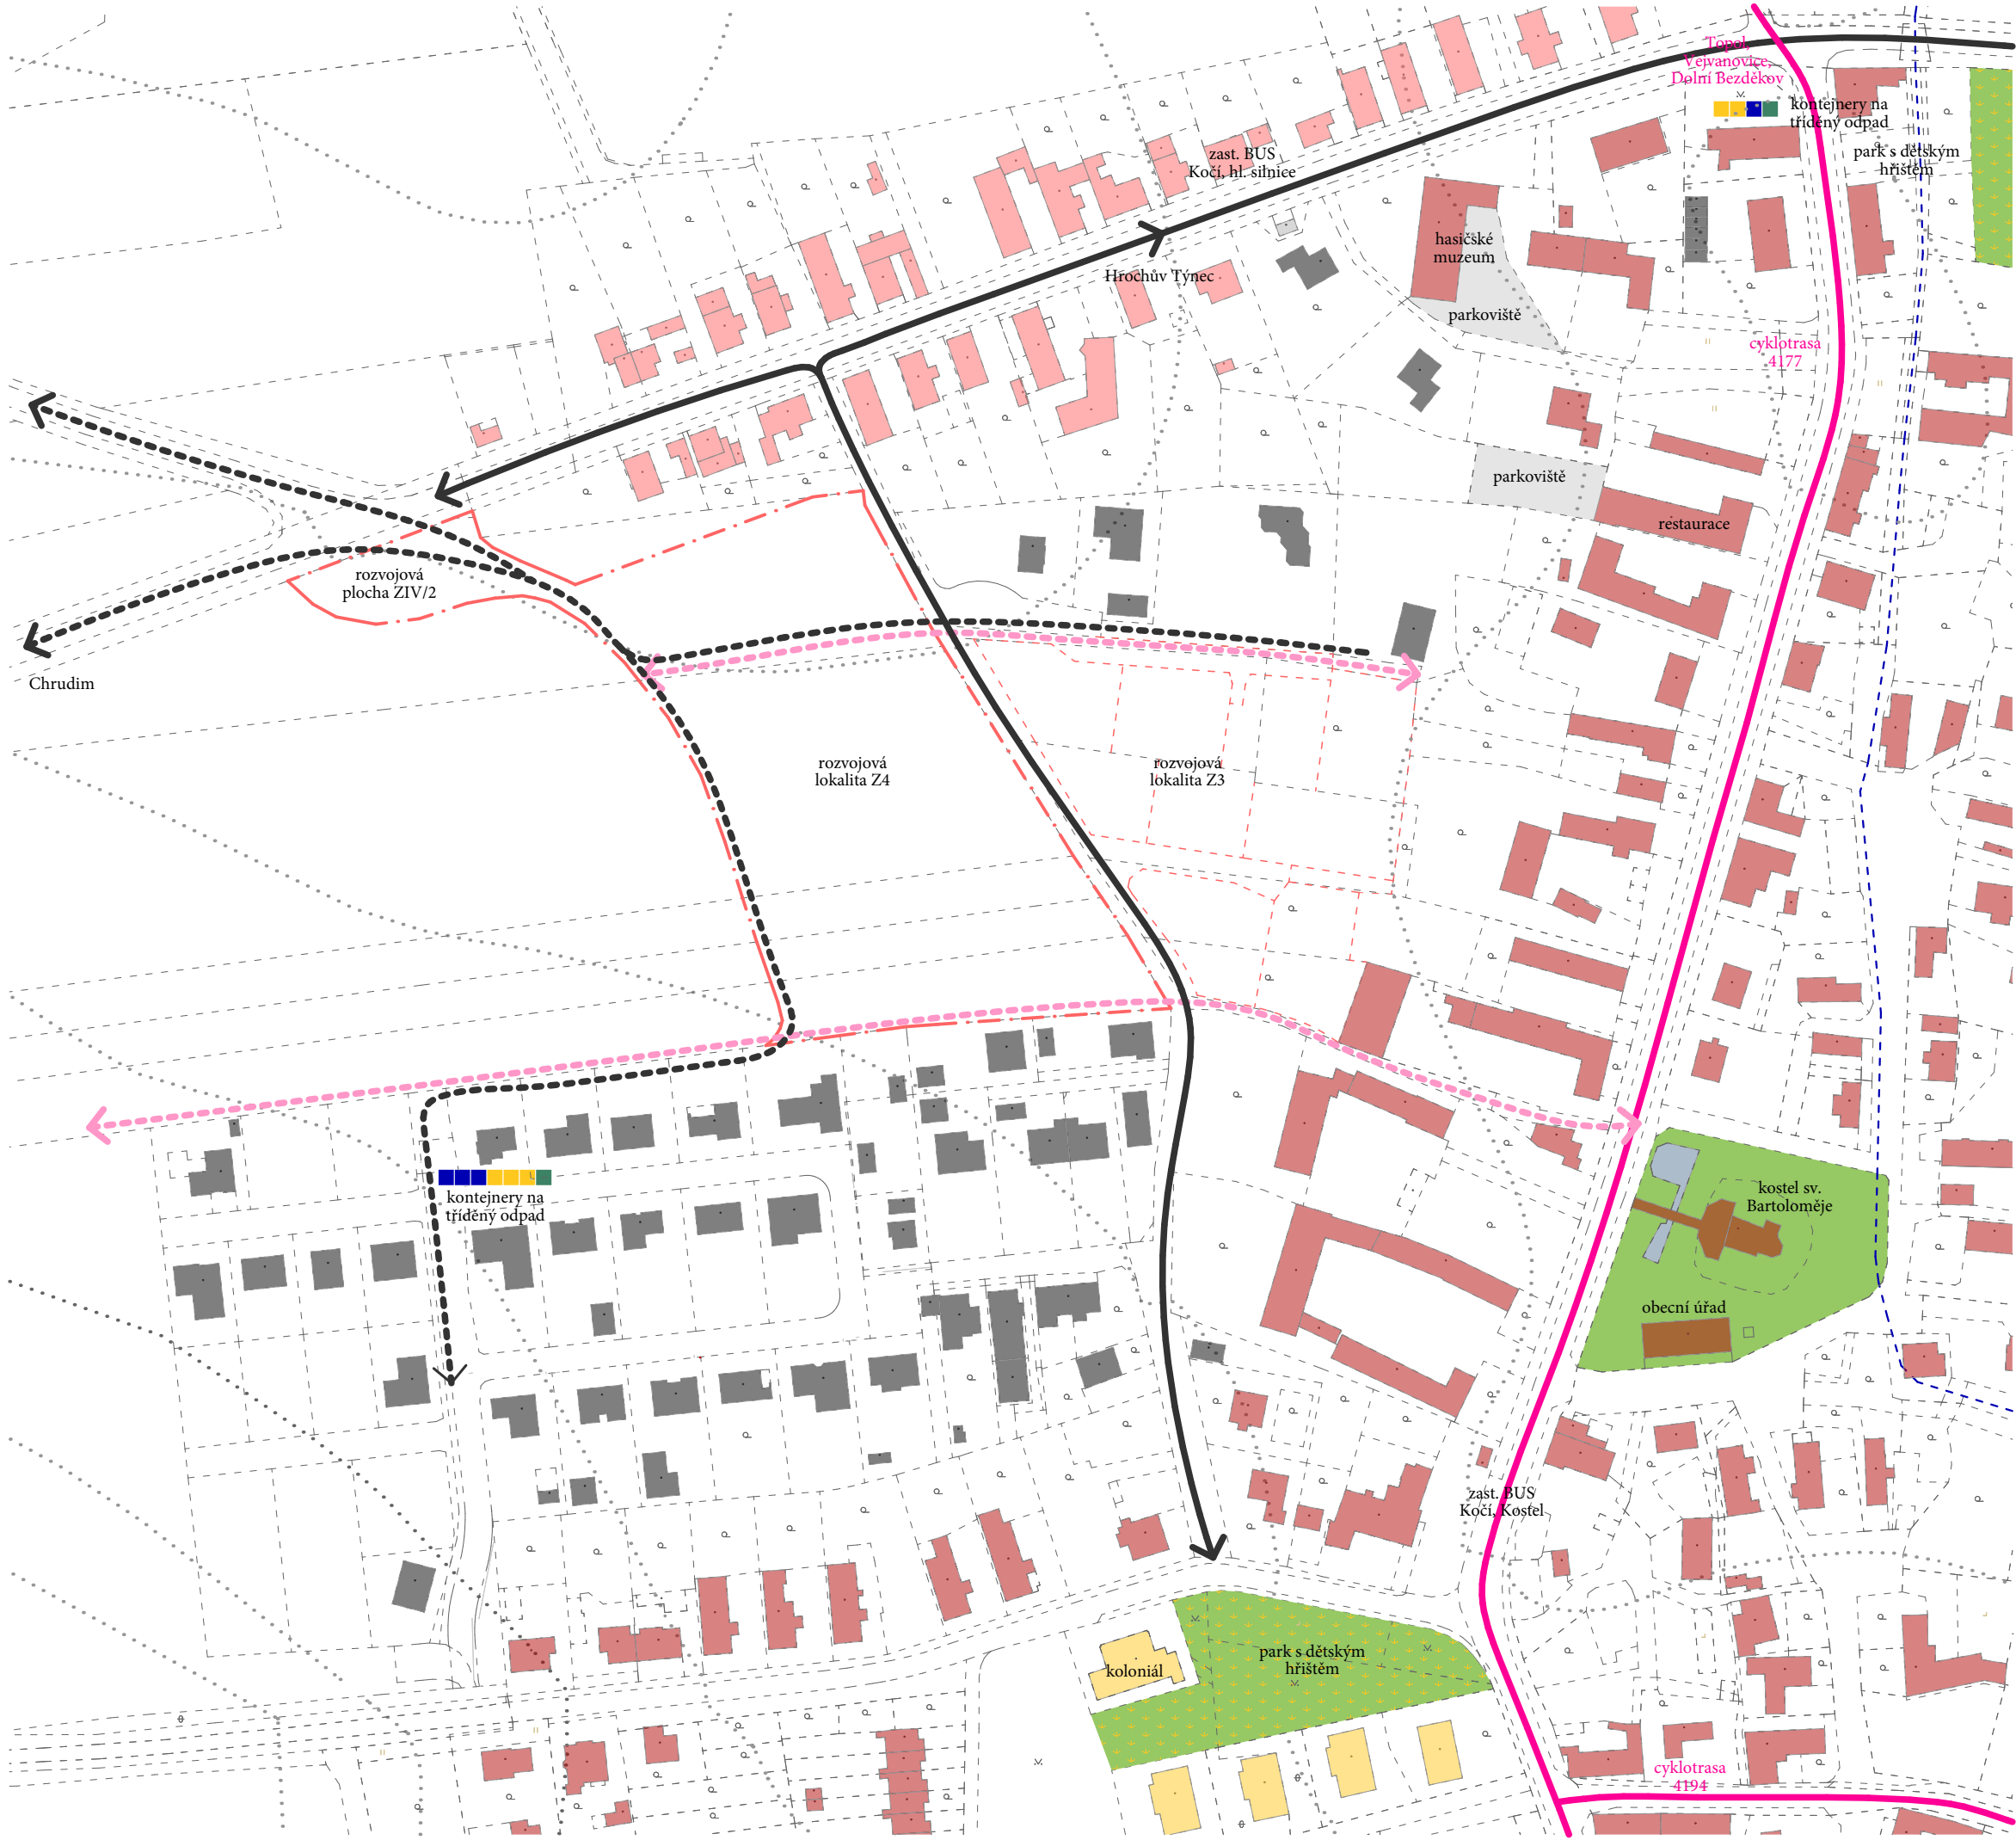 Topol,
Vejvanovice,
Dolní Bezděkov
kontejnery na
tříděný odpad
park s dětským
hřištěm
zast. BUS
Kočí, hl. silnice
hasičské
muzeum
Hrochův Týnec
parkoviště
cyklotrasa
4177
parkoviště
restaurace
rozvojová
plocha ZIV/2
Chrudim
rozvojová
lokalita Z4
rozvojová
lokalita Z3
kostel sv.
Bartoloměje
kontejnery na
tříděný odpad
obecní úřad
zast. BUS
Kočí, Kostel
park s dětským
hřištěm
koloniál
cyklotrasa
4194